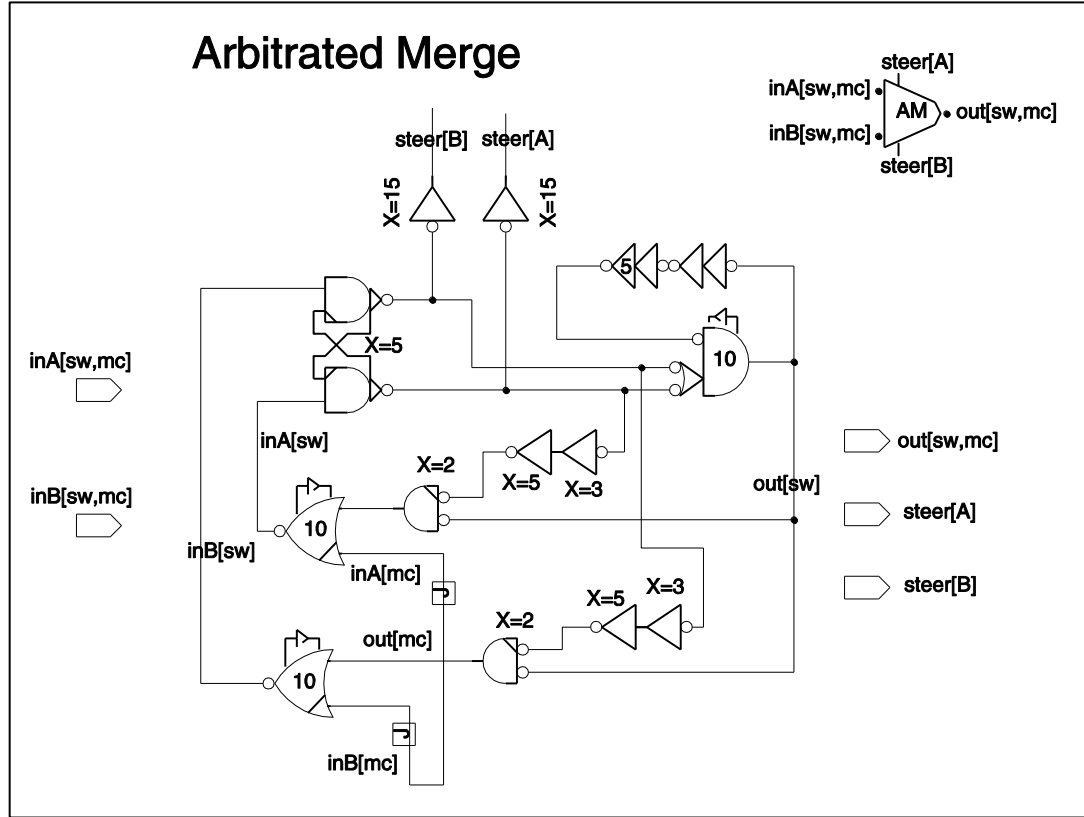 Arbitrated Merge
steer[A]
inA[sw,mc]
AM
out[sw,mc]
inB[sw,mc]
steer[B]
steer[B]
steer[A]
X=15
X=15
5
X=5
10
inA[sw,mc]
inA[sw]
out[sw,mc]
X=2
X=5
X=3
out[sw]
inB[sw,mc]
10
steer[A]
inB[sw]
inA[mc]
J
steer[B]
X=5
X=3
X=2
out[mc]
10
J
inB[mc]